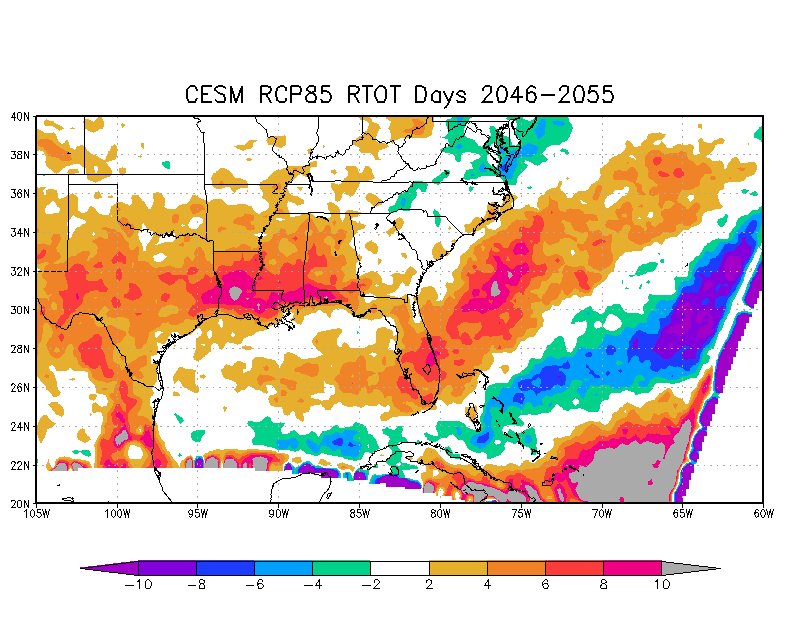 CESM RCP85 RTOT Days 2046-2055
40N
38N
36N
34N
32N
30N
28N
26N
24N
22N
20N
105W 100W 95W 90W 85W 80W 75W 70W 65W 60W
-10 -8 -6 -4 -2 2 4 6 8 10